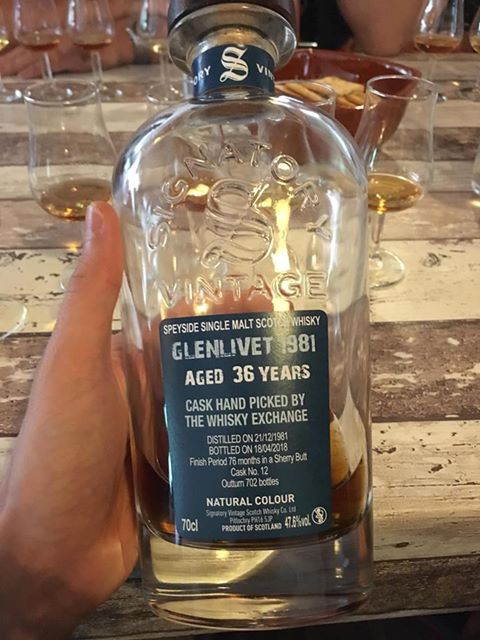 ORY S VIN
SIGNATORY
S
VINTAGE
SPEYSIDE SINGLE MALT SCOTCH WHISKY
GLENLIVET 1981
AGED 36 YEARS
CASK HAND PICKED BY
THE WHISKY EXCHANGE
DISTILLED ON 21/12/1981
BOTTLED ON 18/04/2018
Finish Period 76 months in a Sherry Butt
Cask No. 12
Outturn 702 bottles
NATURAL COLOUR
Signatory Vintage Scotch Whisky Co. Ltd
Pitlochry PH16 5JP
70cl PRODUCT OF SCOTLAND 47.6%vol. S